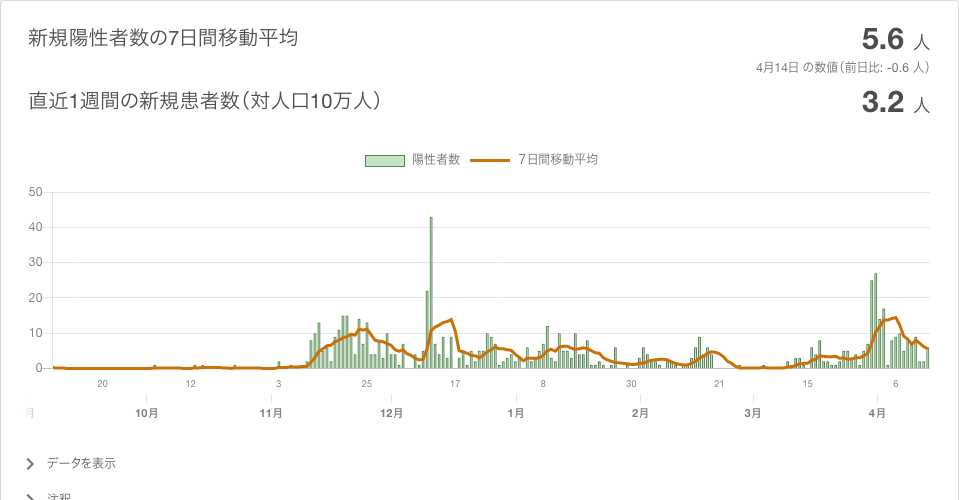 新規陽性者数の7日間移動平均
5.6 人
4月14日 の数値（前日比: -0.6 人）
直近1週間の新規患者数（対人口10万人）
3.2 人
陽性者数 7日間移動平均
50
40
30
20
10
0
20 12 3 25 17 8 30 21 15 6
月 10月 11月 12月 1月 2月 3月 4月
データを表示
注釈